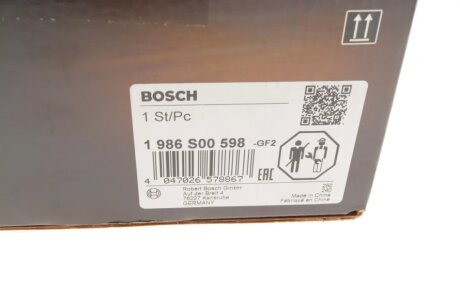 BOSCH
1 St/Pc
1 986 S00 598 -GF2
4 047026 578867
EAC
Robert Bosch GmbH
Auf der Breit 4
76227 Karlsruhe
GERMANY
Made in China
Fabriqué en Chine